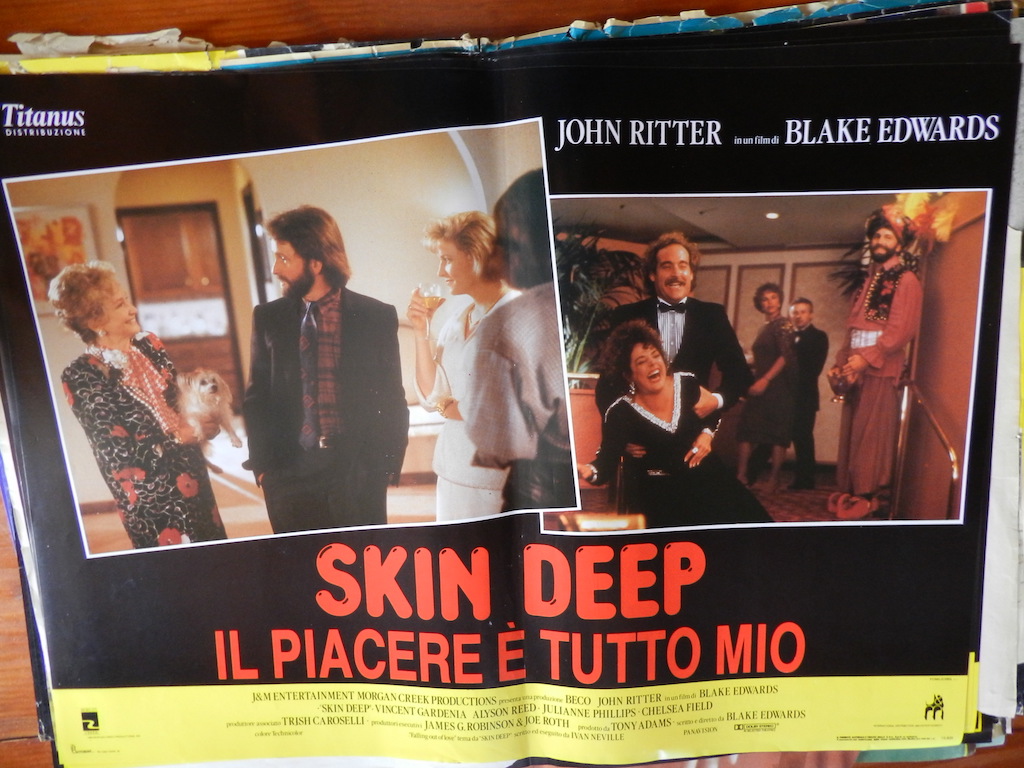 Titanus
DISTRIBUZIONE
JOHN RITTER in un film di BLAKE EDWARDS
SKIN DEEP
IL PIACERE È TUTTO MIO
J&M ENTERTAINMENT MORGAN CREEK PRODUCTIONS presenta una produzione BECO JOHN RITTER in un film di BLAKE EDWARDS
"SKIN DEEP" · VINCENT GARDENIA ALYSON REED · JULIANNE PHILLIPS · CHELSEA FIELD
produttore associato TRISH CAROSELLI · produttori esecutivi JAMES G. ROBINSON & JOE ROTH prodotto da TONY ADAMS · scritto e diretto da BLAKE EDWARDS
colore Technicolor "Falling out of love" tema da "SKIN DEEP" scritto ed eseguito da IVAN NEVILLE PANAVISION